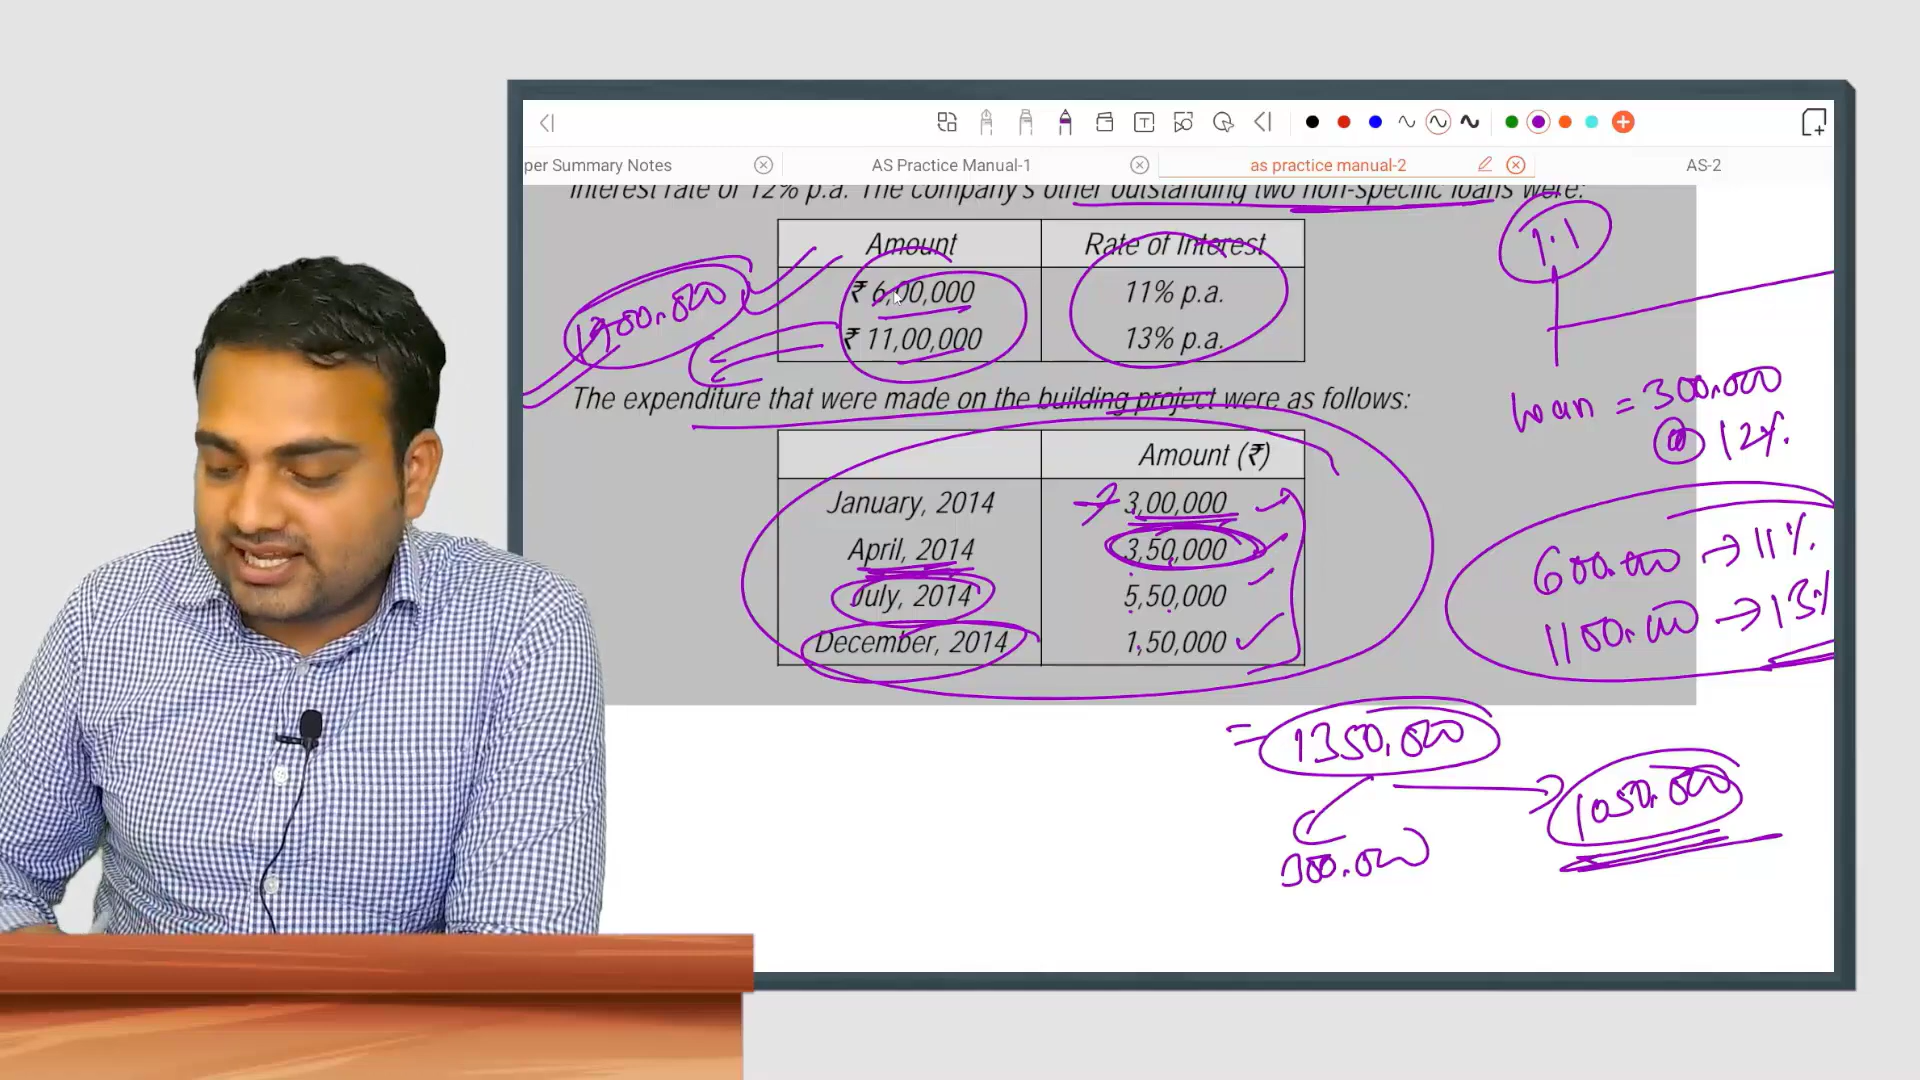 per Summary Notes
AS Practice Manual-1
as practice manual-2
AS-2
interest rate of 12% p.a. The company's other outstanding two non-specific loans were:
Amount Rate of Interest
₹ 6,00,000 11% p.a.
₹ 11,00,000 13% p.a.
1.1
Loan = 300.000
@ 12%.
The expenditure that were made on the building project were as follows:
Amount (₹)
January, 2014 3,00,000
April, 2014 3,50,000
July, 2014 5,50,000
December, 2014 1,50,000
600.000 → 11%.
1100.000 → 13%
= 1350.000
300.000
1050.000